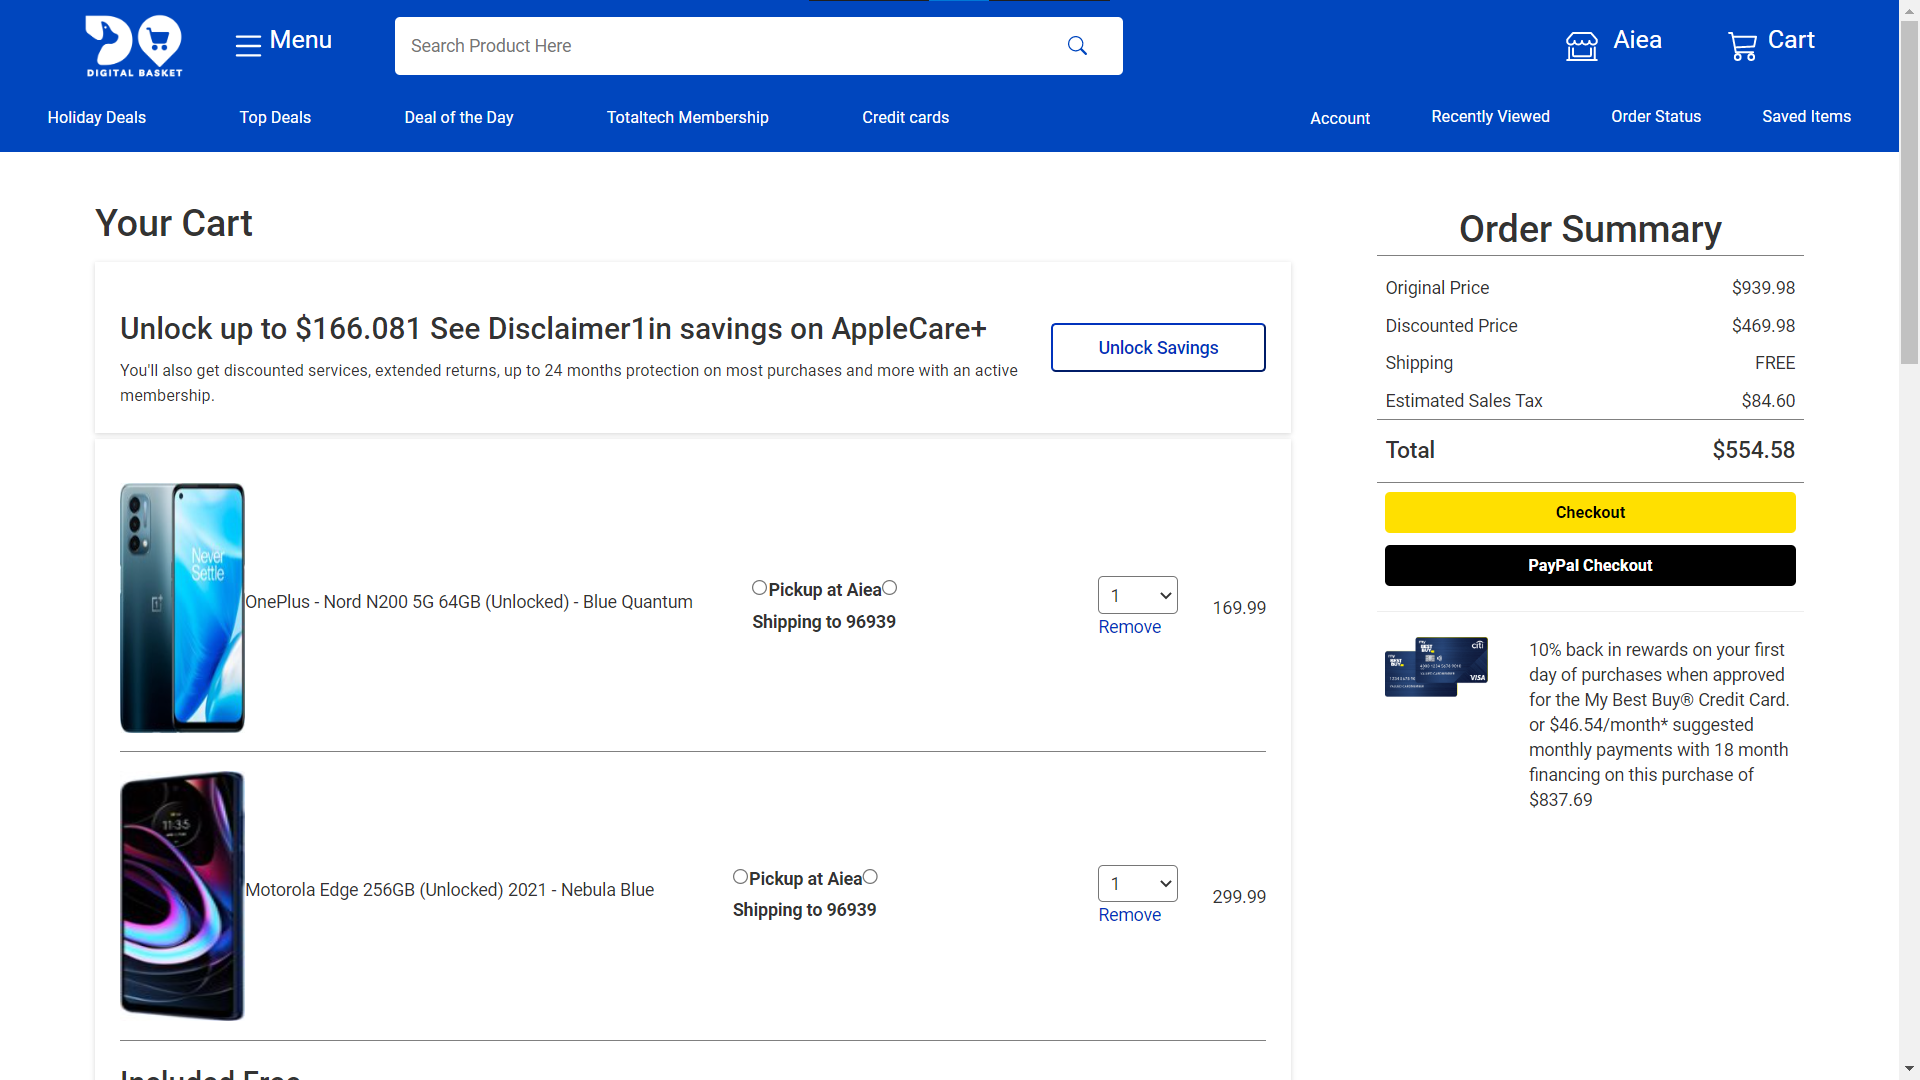 DIGITAL BASKET
Menu
Search Product Here
Aiea
Cart
Holiday Deals
Top Deals
Deal of the Day
Totaltech Membership
Credit cards
Account
Recently Viewed
Order Status
Saved Items
Your Cart
Unlock up to $166.081 See Disclaimer1in savings on AppleCare+
You'll also get discounted services, extended returns, up to 24 months protection on most purchases and more with an active
membership.
Unlock Savings
Never
Settle
OnePlus - Nord N200 5G 64GB (Unlocked) - Blue Quantum
Pickup at Aiea
Shipping to 96939
1
Remove
169.99
11:35
Motorola Edge 256GB (Unlocked) 2021 - Nebula Blue
Pickup at Aiea
Shipping to 96939
1
Remove
299.99
Included Free
Order Summary
Original Price $939.98
Discounted Price $469.98
Shipping FREE
Estimated Sales Tax $84.60
Total $554.58
Checkout
PayPal Checkout
my
BEST
BUY
citi
VISA
10% back in rewards on your first
day of purchases when approved
for the My Best Buy® Credit Card.
or $46.54/month* suggested
monthly payments with 18 month
financing on this purchase of
$837.69